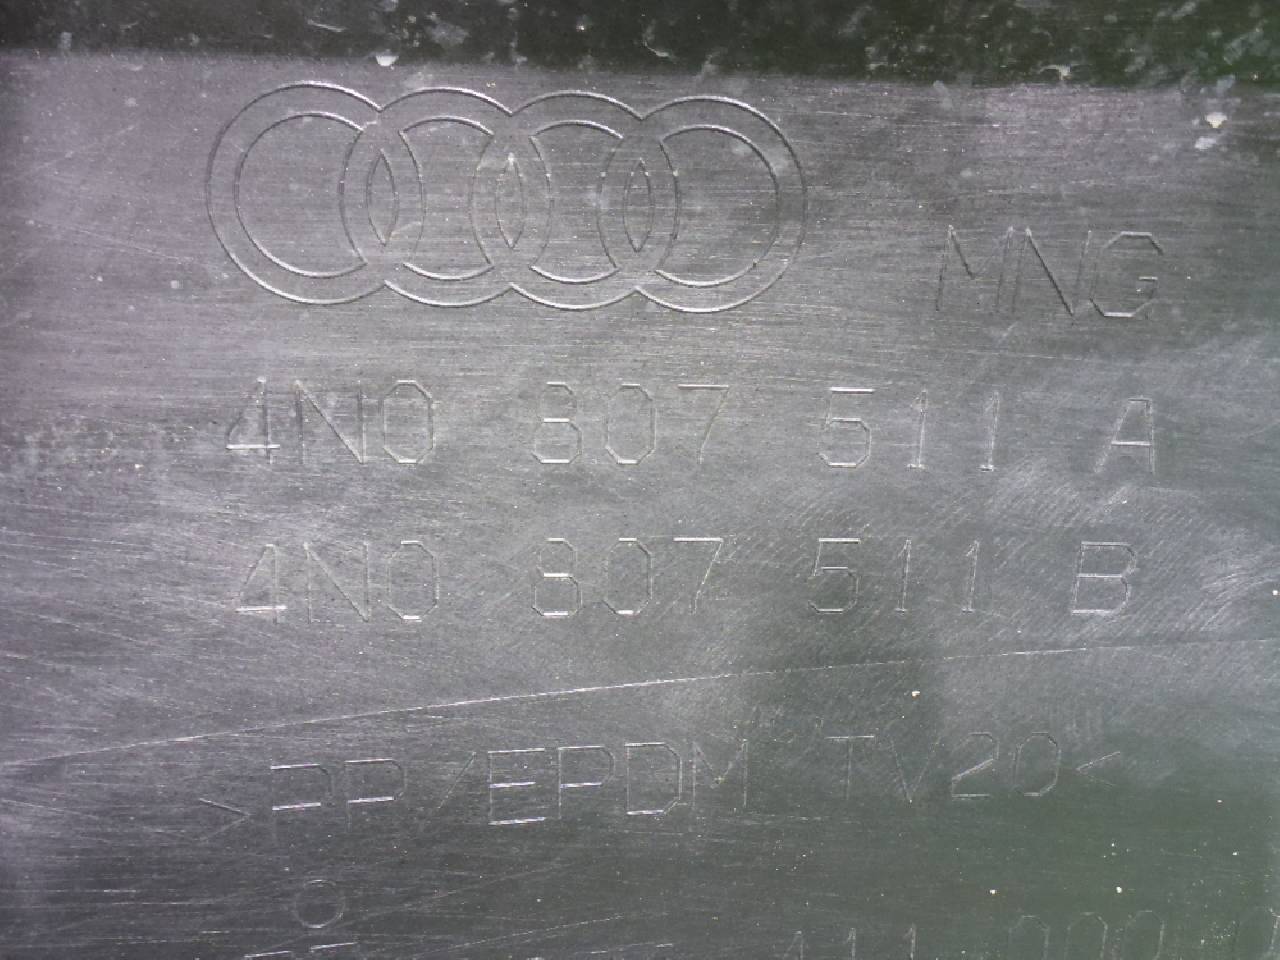 MNG
4N0 807 511 A
4N0 807 511 B
>PP/EPDM TV20<